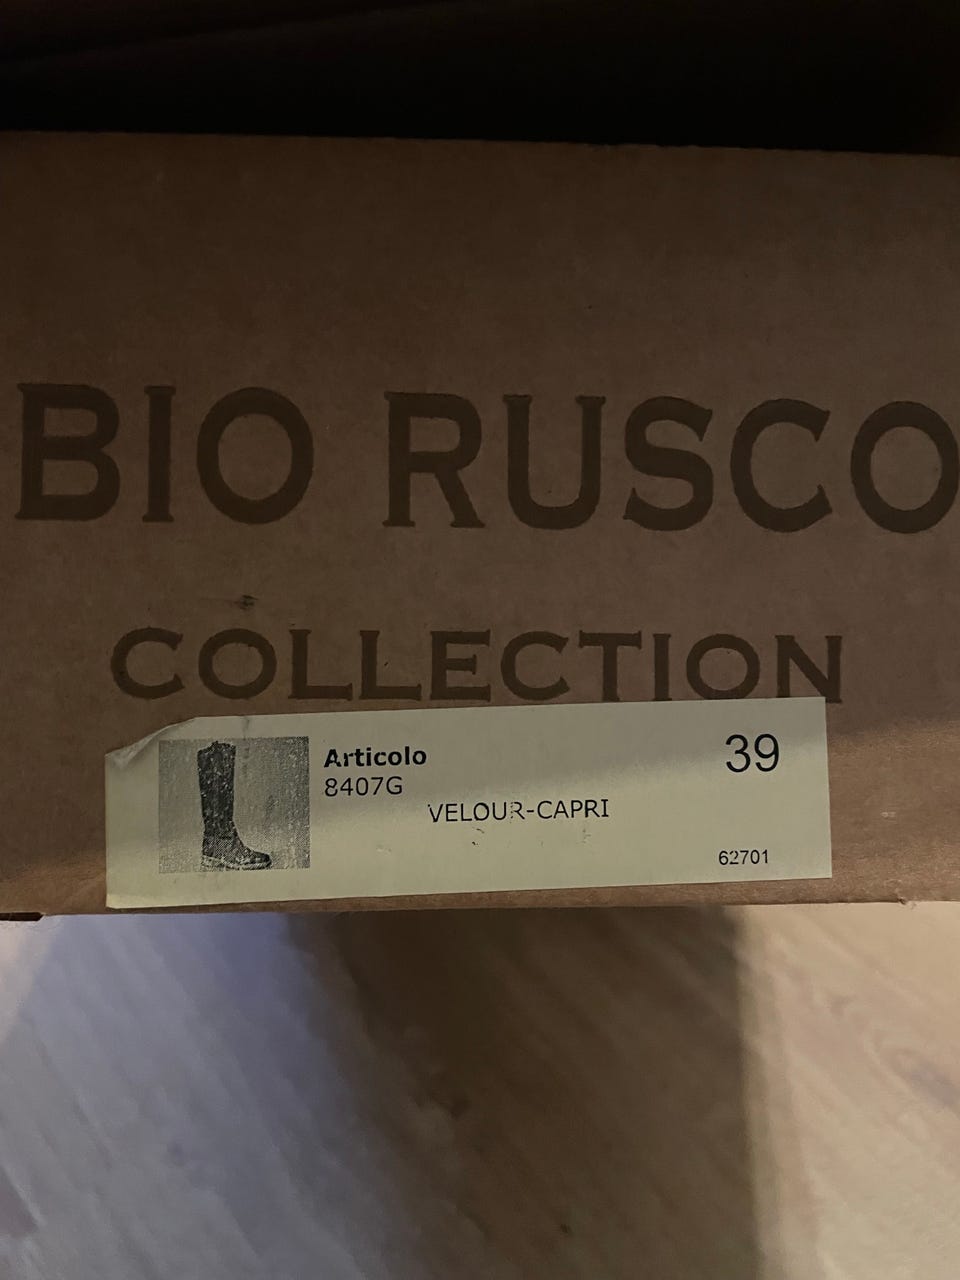 BIO RUSCO
COLLECTION
Articolo
39
8407G
VELOUR-CAPRI
62701